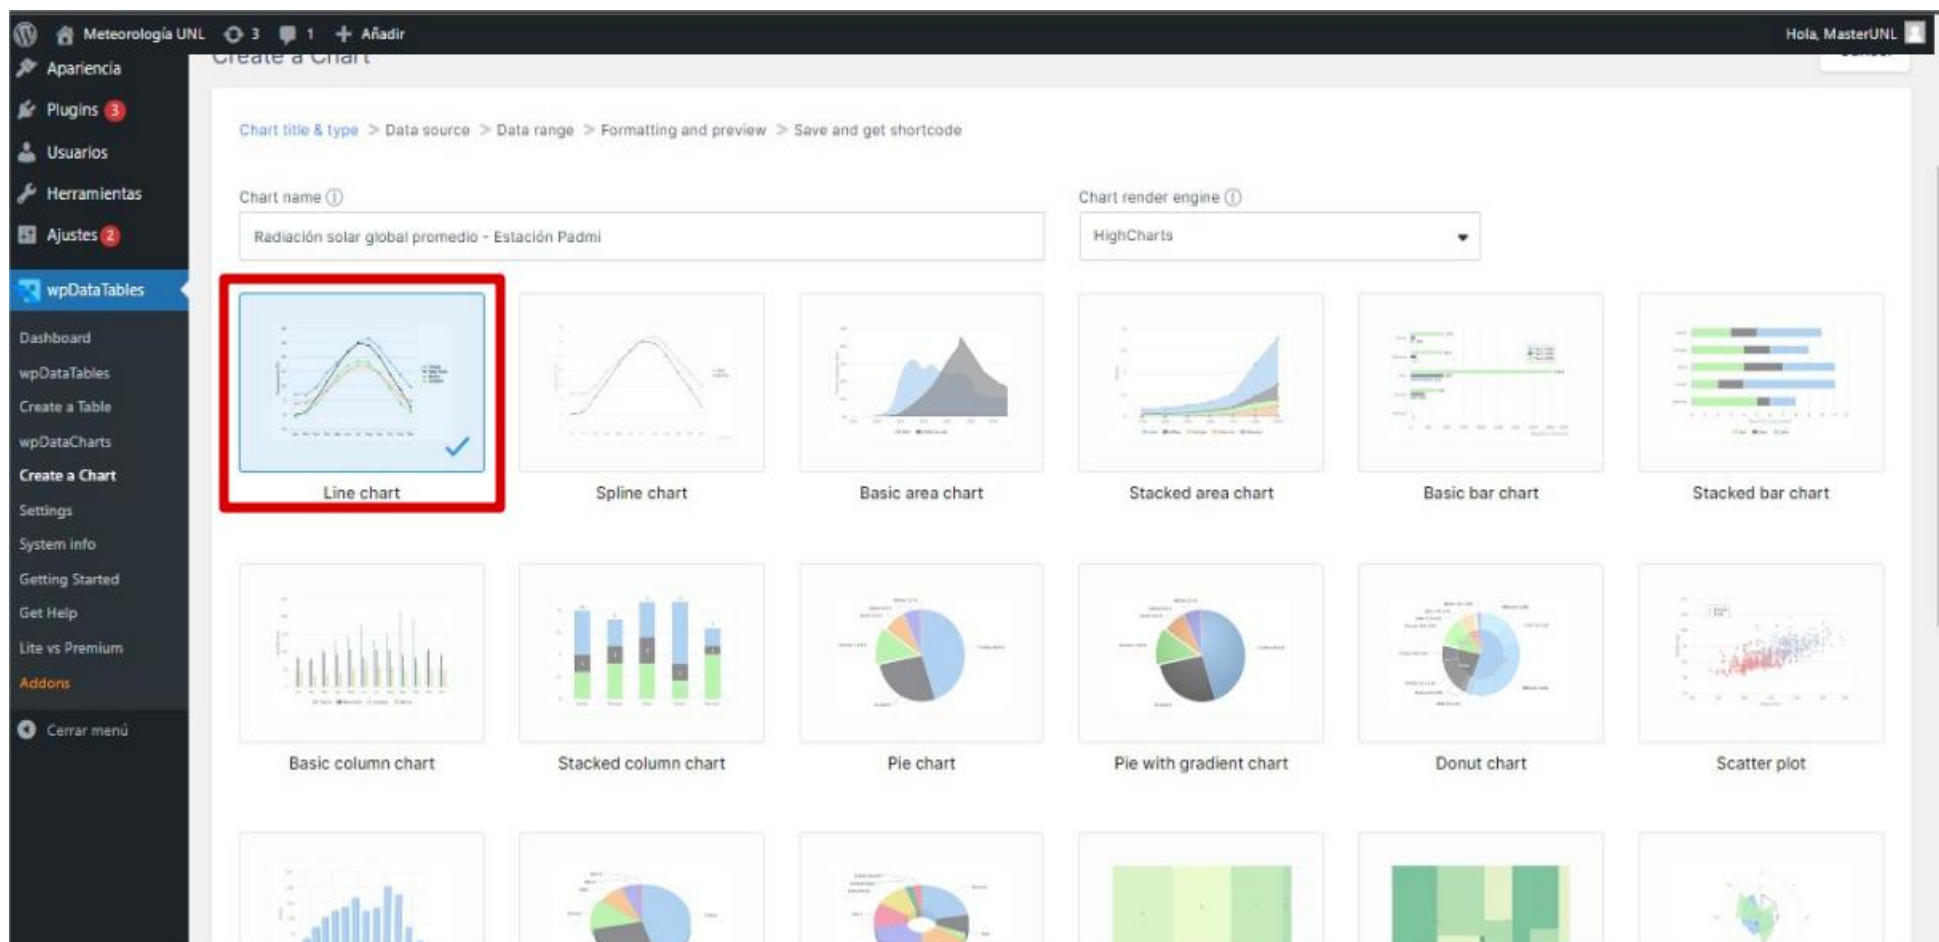 Meteorología UNL 3 1 Añadir
Hola, MasterUNL
Apariencia
Plugins 3
Usuarios
Herramientas
Ajustes 2
wpDataTables
Dashboard
wpDataTables
Create a Table
wpDataCharts
Create a Chart
Settings
System info
Getting Started
Get Help
Lite vs Premium
Addons
Cerrar menú
Create a Chart
Chart title & type > Data source > Data range > Formatting and preview > Save and get shortcode
Chart name
Chart render engine
Radiación solar global promedio - Estación Padmi
HighCharts
Line chart
Spline chart
Basic area chart
Stacked area chart
Basic bar chart
Stacked bar chart
Basic column chart
Stacked column chart
Pie chart
Pie with gradient chart
Donut chart
Scatter plot